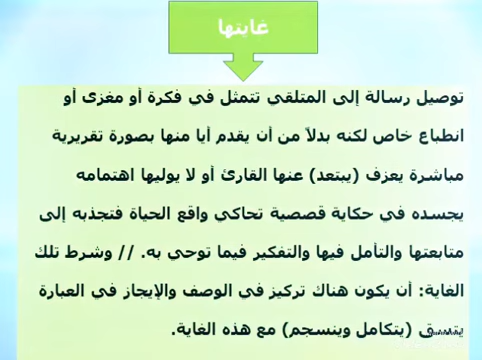 غايتها
توصيل رسالة إلى المتلقي تتمثل في فكرة أو مغزى أو
انطباع خاص لكنه بدلاً من أن يقدم أيا منها بصورة تقريرية
مباشرة يعزف (يبتعد) عنها القارئ أو لا يوليها اهتمامه
يجسده في حكاية قصصية تحاكي واقع الحياة فتجذبه إلى
متابعتها والتأمل فيها والتفكير فيما توحي به. // وشرط تلك
الغاية: أن يكون هناك تركيز في الوصف والإيجاز في العبارة
يتسق (يتكامل وينسجم) مع هذه الغاية.